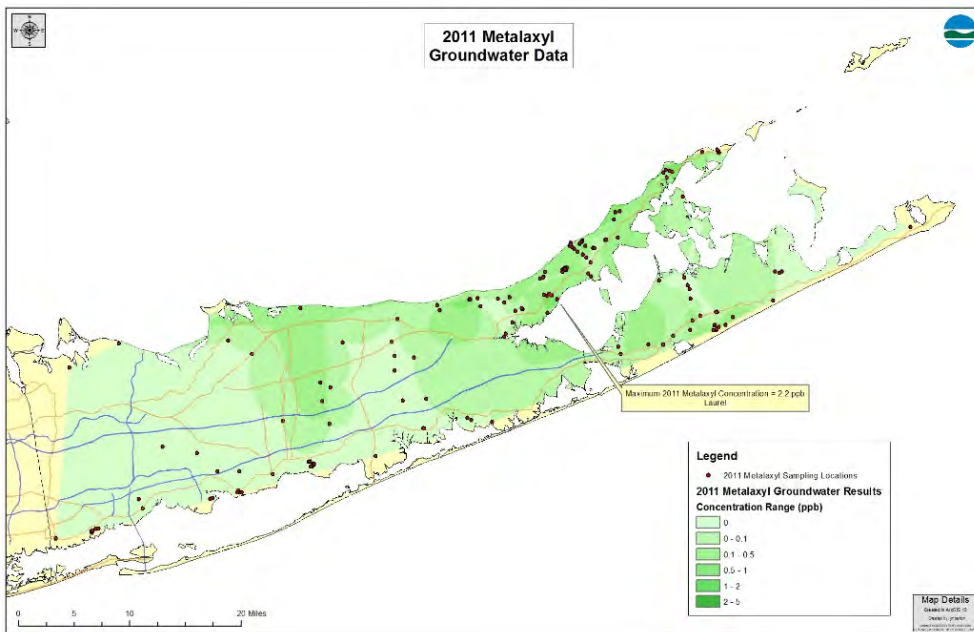 2011 Metalaxyl
Groundwater Data
Maximum 2011 Metalaxyl Concentration = 2.2 ppb
Laurel
Legend
2011 Metalaxyl Sampling Locations
2011 Metalaxyl Groundwater Results
Concentration Range (ppb)
0
0 - 0.1
0.1 - 0.5
0.5 - 1
1 - 2
2 - 5
0 5 10 20 Miles
Map Details